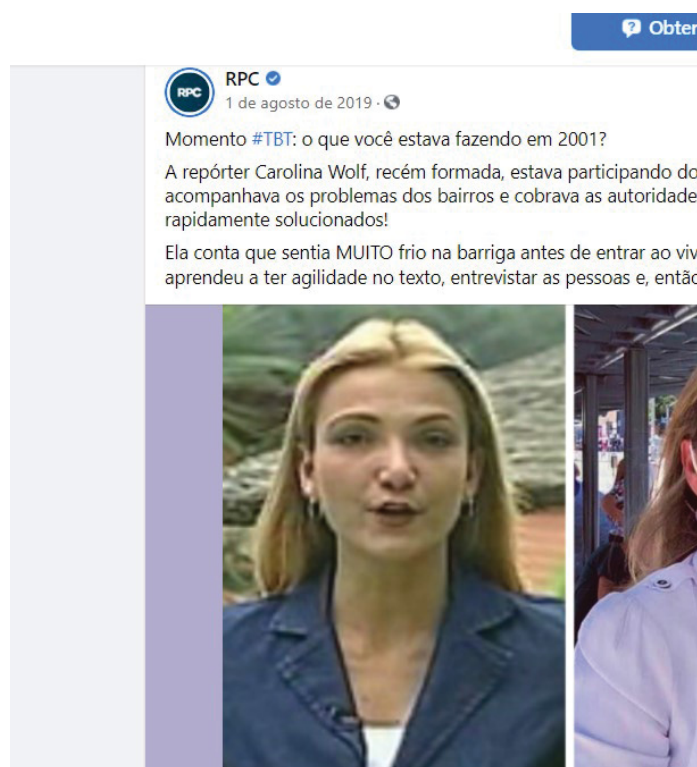 Obter
RPC
RPC
1 de agosto de 2019 ·
Momento #TBT: o que você estava fazendo em 2001?
A repórter Carolina Wolf, recém formada, estava participando do
acompanhava os problemas dos bairros e cobrava as autoridade
rapidamente solucionados!
Ela conta que sentia MUITO frio na barriga antes de entrar ao viv
aprendeu a ter agilidade no texto, entrevistar as pessoas e, então